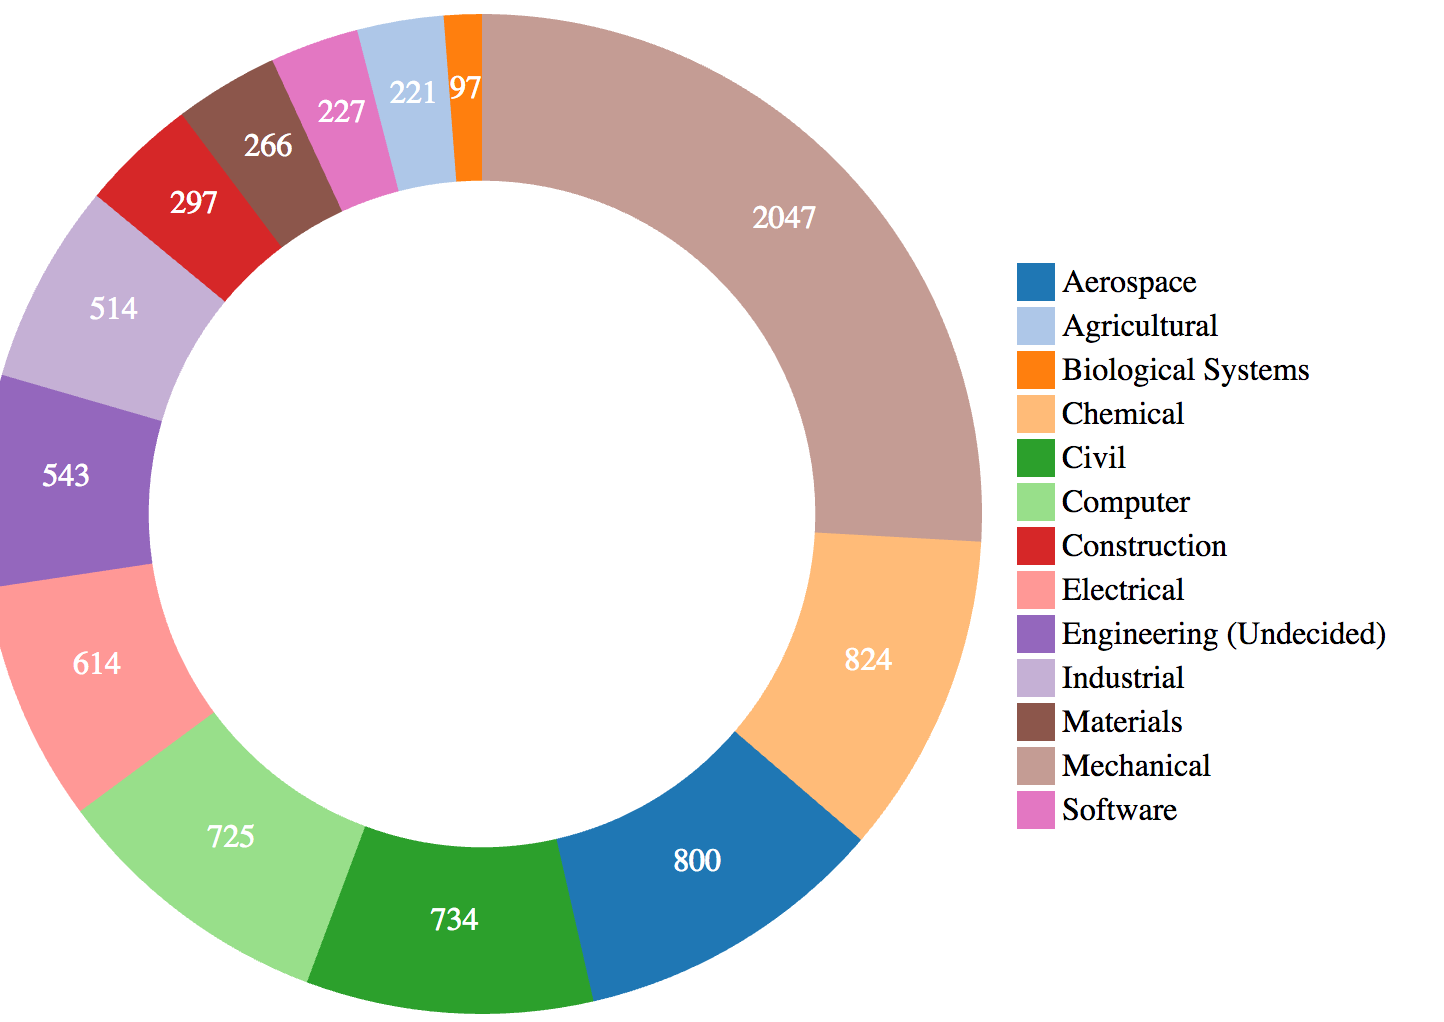 97
221
227
266
297
514
543
614
725
734
800
824
2047
Aerospace
Agricultural
Biological Systems
Chemical
Civil
Computer
Construction
Electrical
Engineering (Undecided)
Industrial
Materials
Mechanical
Software